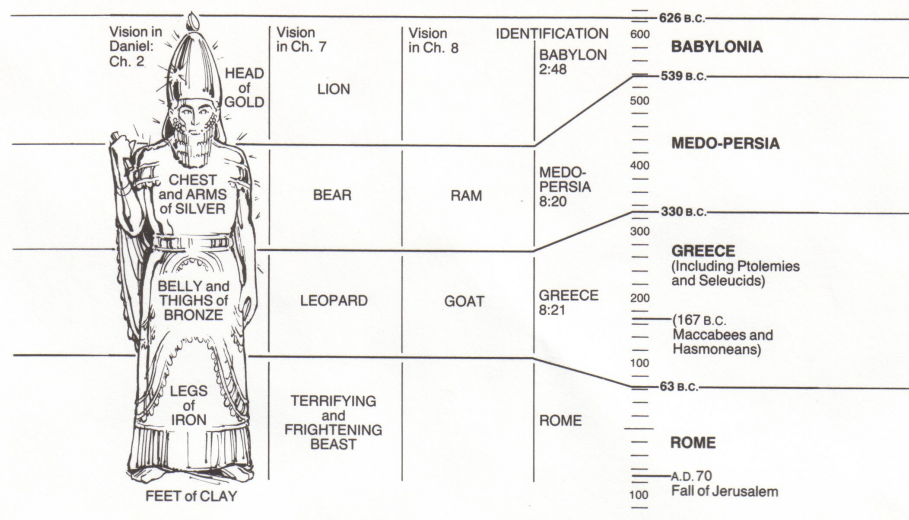 Vision in
Daniel:
Ch. 2
Vision
in Ch. 7
Vision
in Ch. 8
IDENTIFICATION
HEAD
of
GOLD
LION
BABYLON
2:48
CHEST
and ARMS
of SILVER
BEAR
RAM
MEDO-
PERSIA
8:20
BELLY and
THIGHS of
BRONZE
LEOPARD
GOAT
GREECE
8:21
LEGS
of
IRON
TERRIFYING
and
FRIGHTENING
BEAST
ROME
FEET of CLAY
626 B.C.
600
BABYLONIA
539 B.C.
500
MEDO-PERSIA
400
330 B.C.
300
GREECE
(Including Ptolemies
and Seleucids)
200
(167 B.C.
Maccabees and
Hasmoneans)
100
63 B.C.
ROME
A.D. 70
Fall of Jerusalem
100